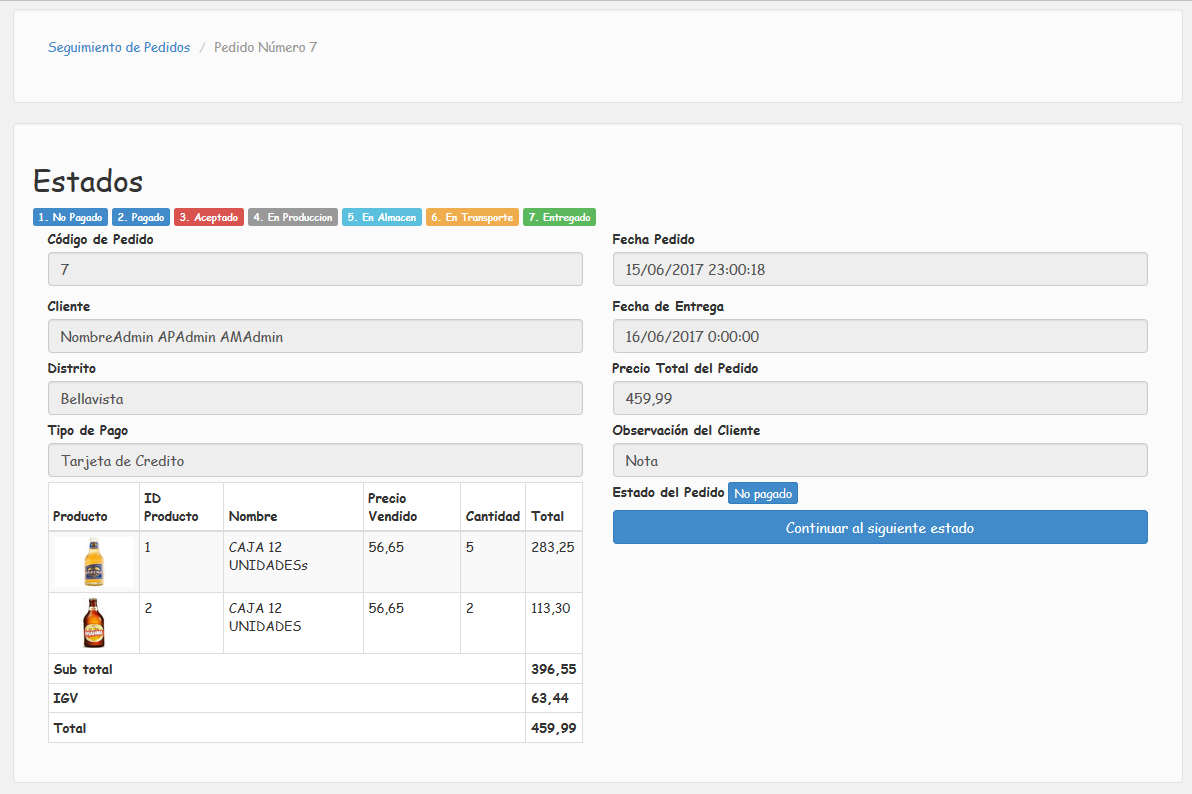 Seguimiento de Pedidos / Pedido Número 7
Estados
1. No Pagado 2. Pagado 3. Aceptado 4. En Produccion 5. En Almacen 6. En Transporte 7. Entregado
Código de Pedido
7
Fecha Pedido
15/06/2017 23:00:18
Cliente
NombreAdmin APAdmin AMAdmin
Fecha de Entrega
16/06/2017 0:00:00
Distrito
Bellavista
Precio Total del Pedido
459,99
Tipo de Pago
Tarjeta de Credito
Observación del Cliente
Nota
Estado del Pedido No pagado
Continuar al siguiente estado
Producto ID Producto Nombre Precio Vendido Cantidad Total
1 CAJA 12 56,65 5 283,25
UNIDADESs
BRAHMA
2 CAJA 12 56,65 2 113,30
UNIDADES
Sub total 396,55
IGV 63,44
Total 459,99